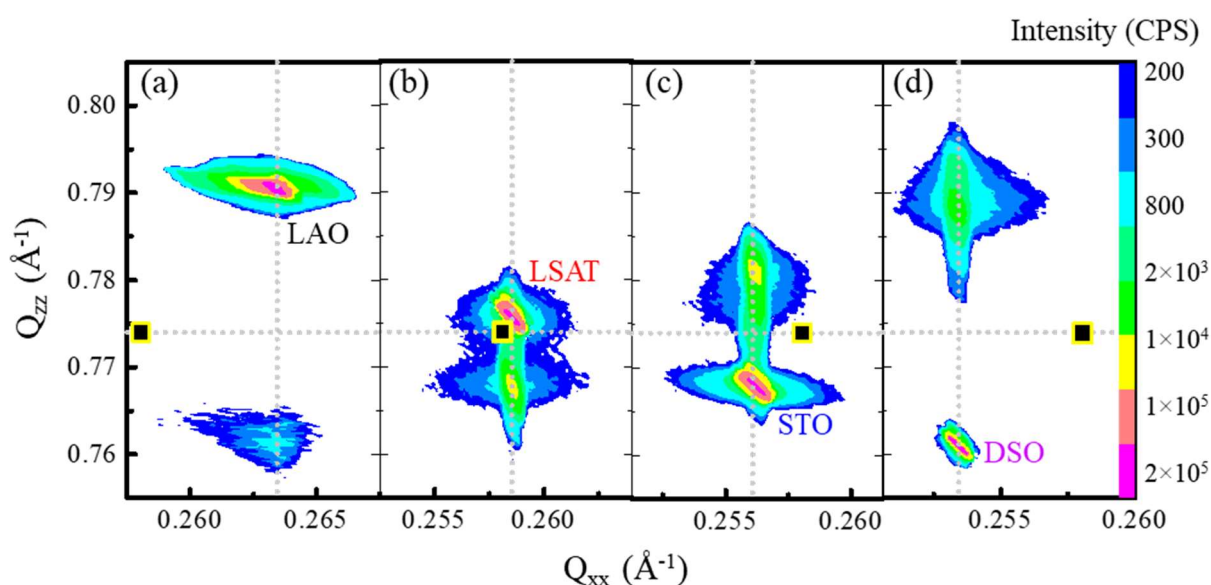 Intensity (CPS)
(a) (b) (c) (d)
200
300
800
2×10³
1×10⁴
1×10⁵
2×10⁵
0.80
0.79
0.78
0.77
0.76
Qzz (Å⁻¹)
LAO
LSAT
STO
DSO
0.260 0.265 0.255 0.260 0.255 0.260 0.255 0.260
Qxx (Å⁻¹)